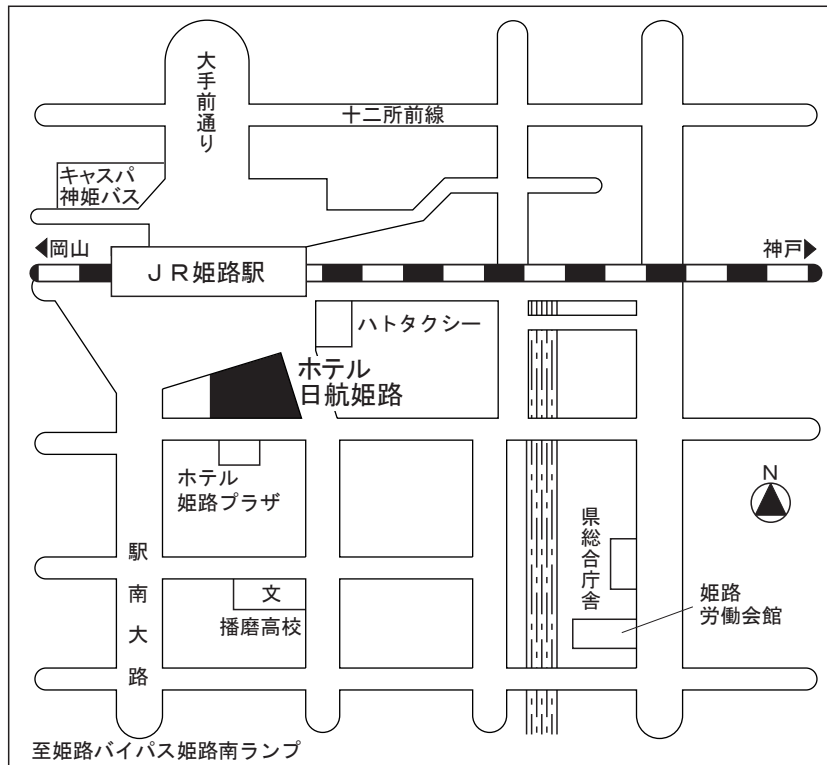 大手前通り
十二所前線
キャスパ
神姫バス
岡山
神戸
ＪＲ姫路駅
ハトタクシー
ホテル
日航姫路
ホテル
姫路プラザ
N
県総合庁舎
駅南大路
文
播磨高校
姫路
労働会館
至姫路バイパス姫路南ランプ